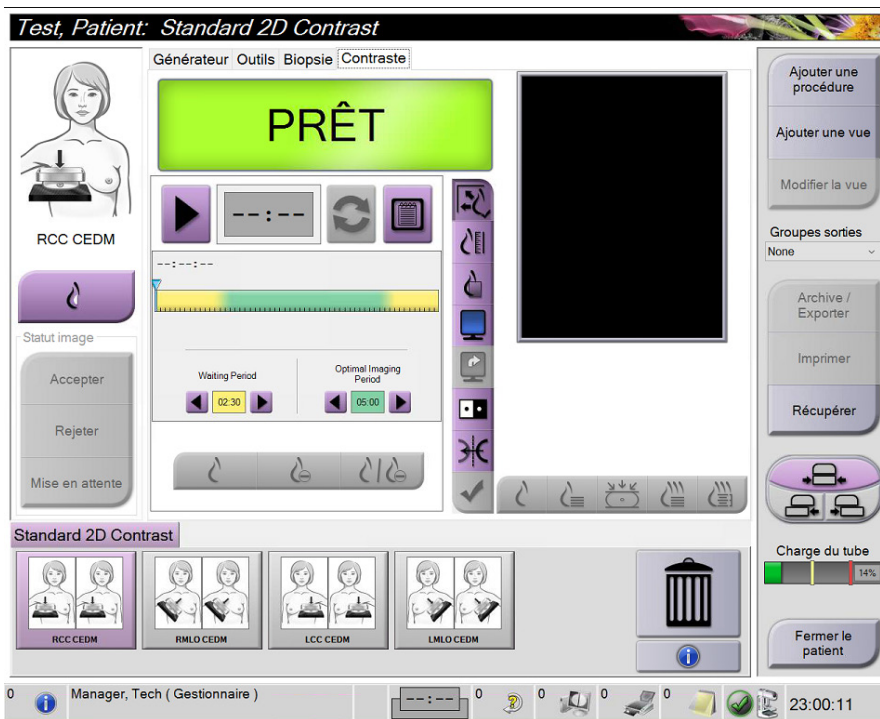 Test, Patient: Standard 2D Contrast
Générateur Outils Biopsie Contraste
PRÊT
RCC CEDM
Statut image
Accepter
Rejeter
Mise en attente
--:--
--:--:--
Waiting Period
02:30
Optimal Imaging
Period
05:00
Ajouter une
procédure
Ajouter une vue
Modifier la vue
Groupes sorties
None
Archive /
Exporter
Imprimer
Récupérer
Charge du tube
14%
Fermer le
patient
Standard 2D Contrast
RCC CEDM
RMLO CEDM
LCC CEDM
LMLO CEDM
0 Manager, Tech ( Gestionnaire ) --:-- 0 0 0 0 23:00:11